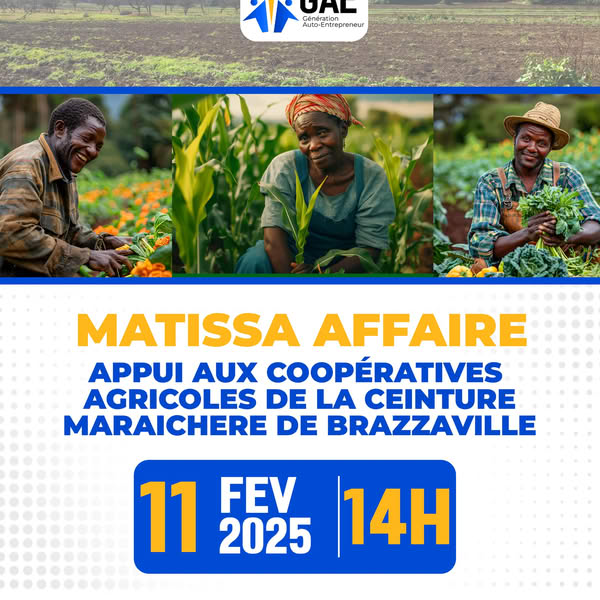 GAE
Génération
Auto-Entrepreneur
MATISSA AFFAIRE
APPUI AUX COOPÉRATIVES
AGRICOLES DE LA CEINTURE
MARAICHERE DE BRAZZAVILLE
11 FEV 2025 14H